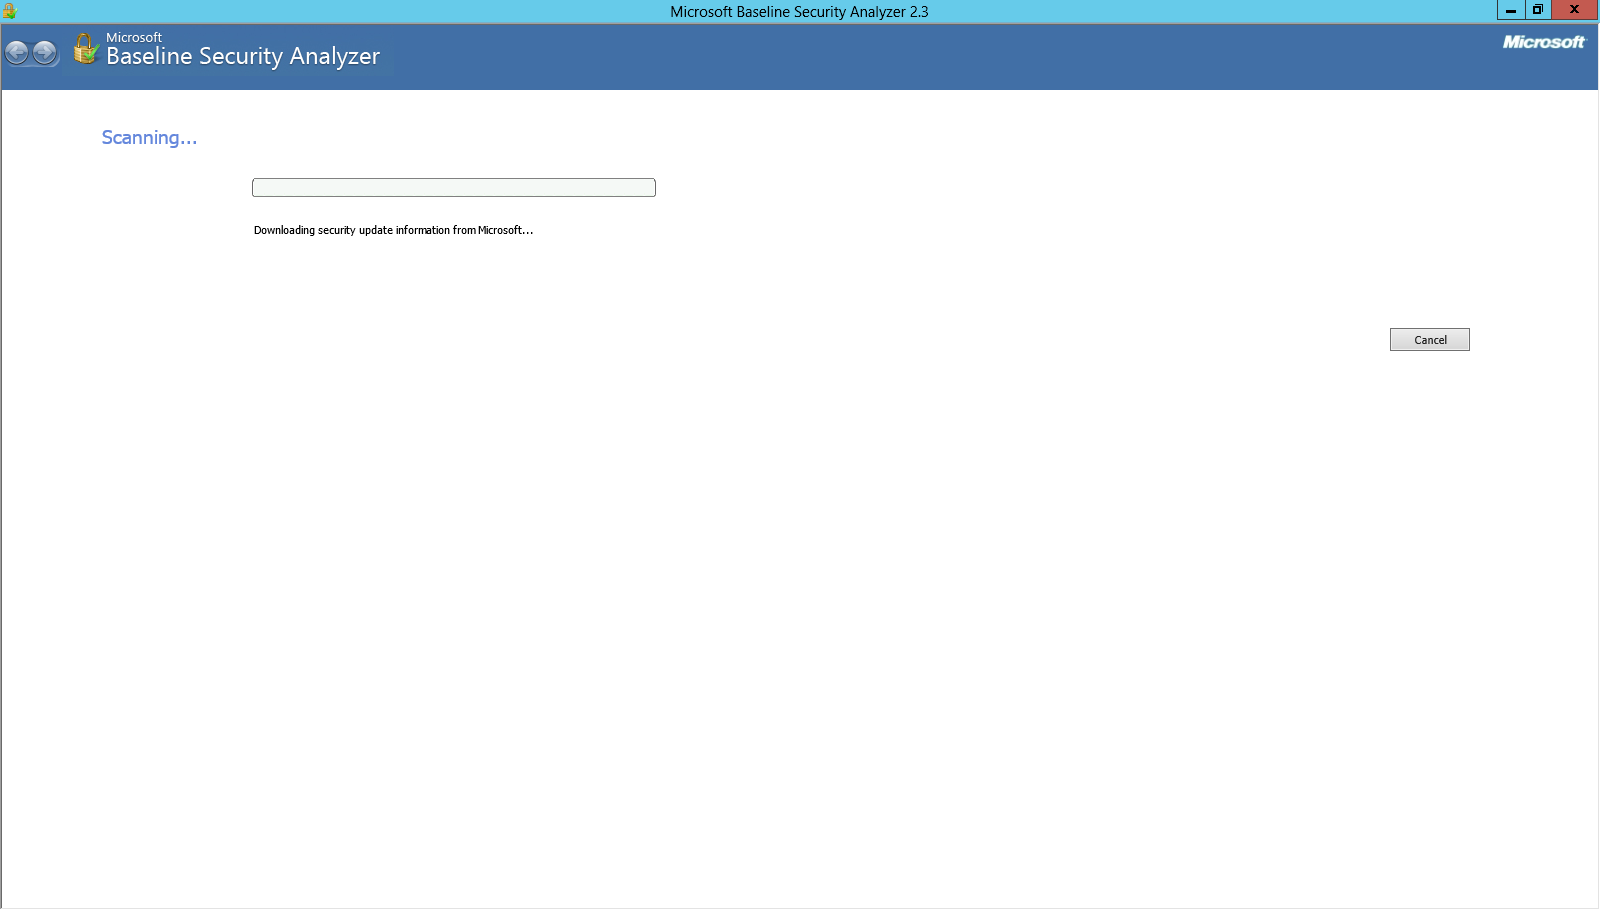 Microsoft Baseline Security Analyzer 2.3
Microsoft
Baseline Security Analyzer
Microsoft
Scanning...
Downloading security update information from Microsoft...
Cancel